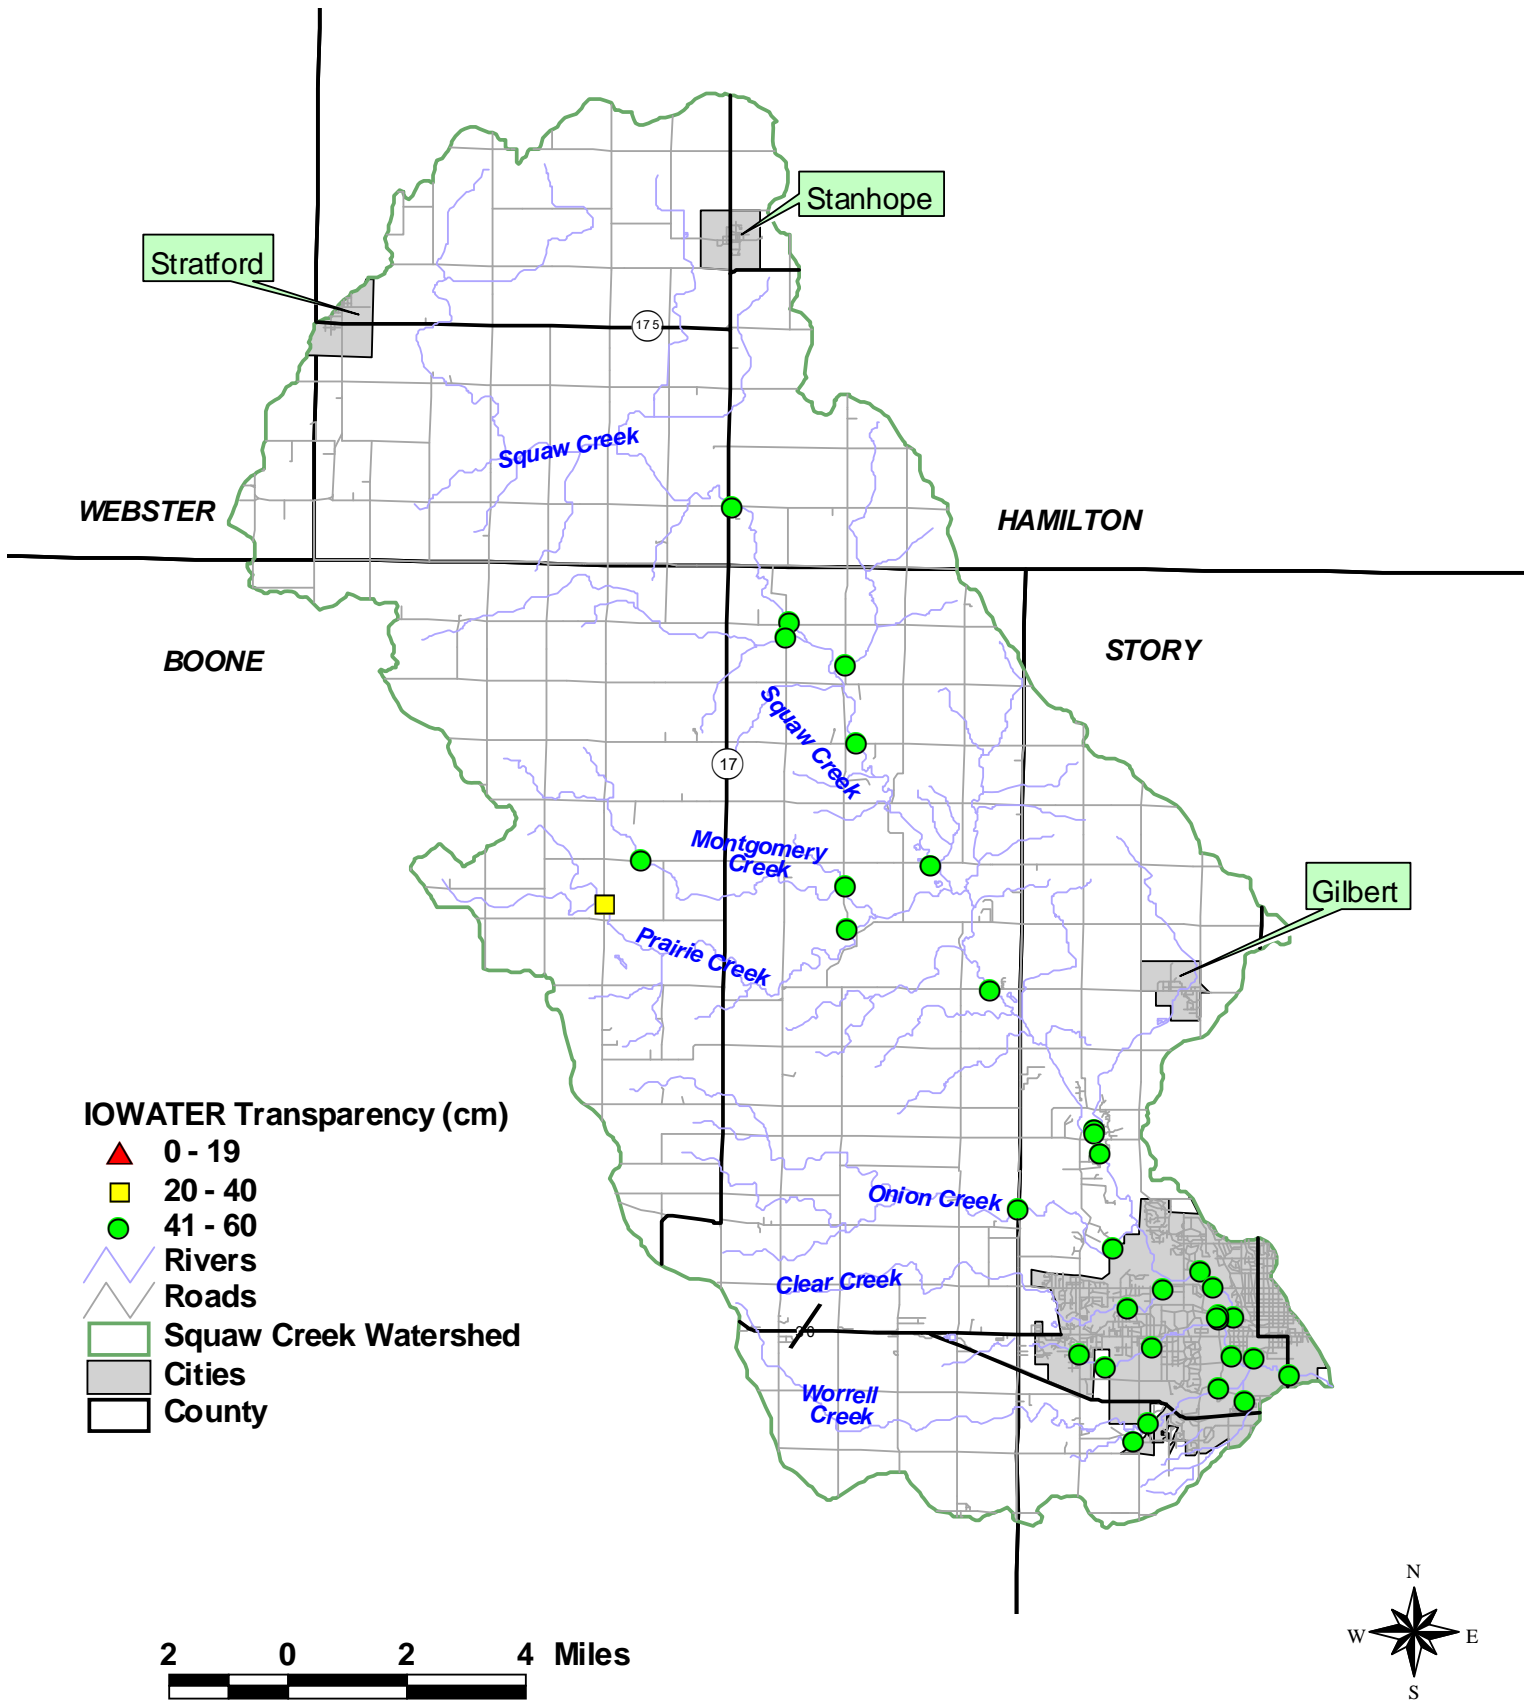 Stanhope
Stratford
175
Squaw Creek
WEBSTER
HAMILTON
BOONE
STORY
Squaw Creek
17
Montgomery
Creek
Gilbert
Prairie Creek
IOWATER Transparency (cm)
0 - 19
20 - 40
41 - 60
Rivers
Roads
Squaw Creek Watershed
Cities
County
Onion Creek
Clear Creek
Worrell
Creek
2 0 2 4 Miles
N
W E
S